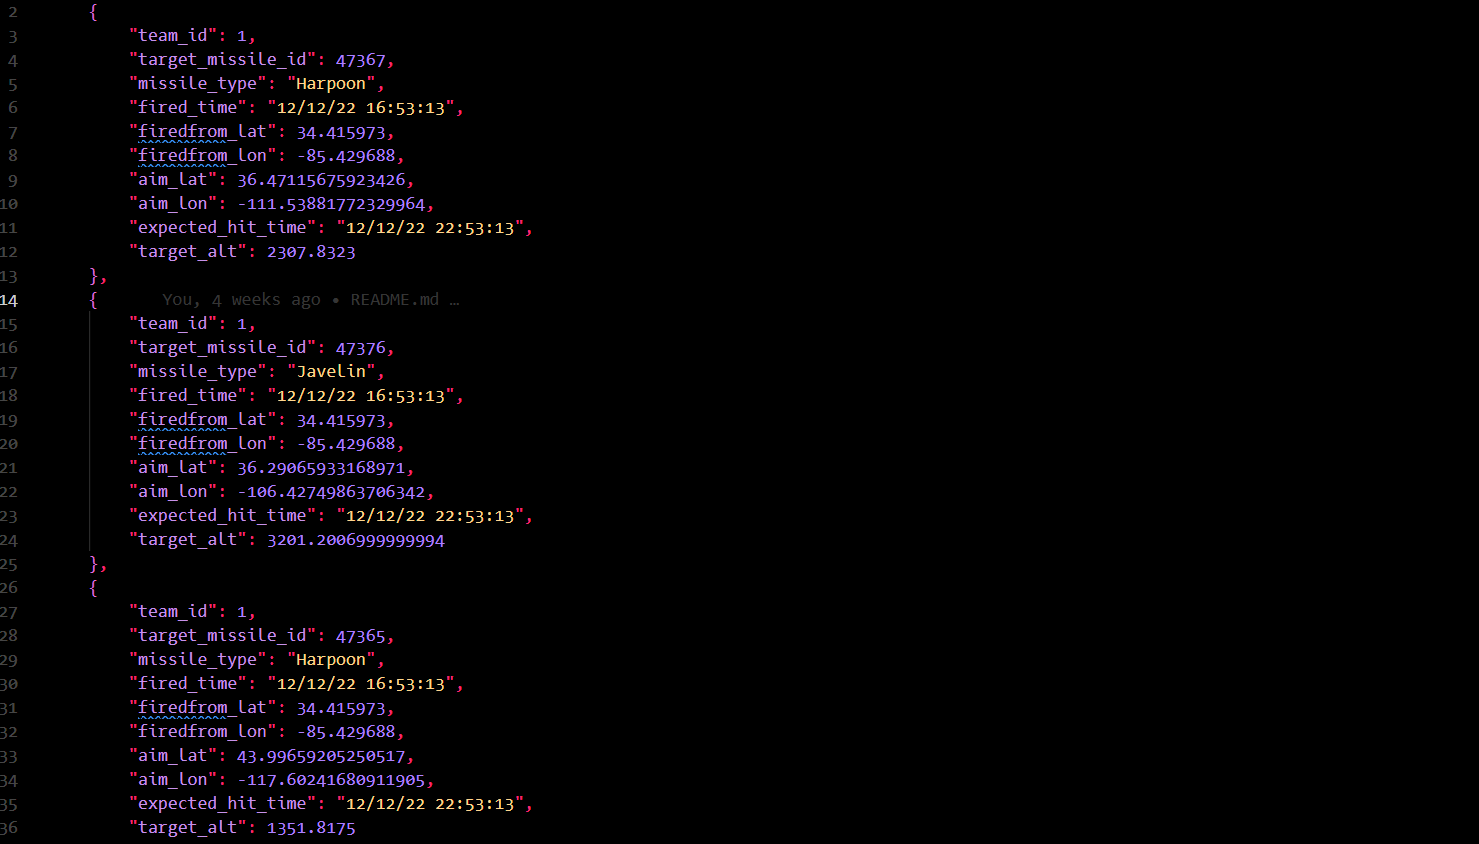 2 {
3 "team_id": 1,
4 "target_missile_id": 47367,
5 "missile_type": "Harpoon",
6 "fired_time": "12/12/22 16:53:13",
7 "firedfrom_lat": 34.415973,
8 "firedfrom_lon": -85.429688,
9 "aim_lat": 36.47115675923426,
10 "aim_lon": -111.53881772329964,
11 "expected_hit_time": "12/12/22 22:53:13",
12 "target_alt": 2307.8323
13 },
14 { You, 4 weeks ago • README.md …
15 "team_id": 1,
16 "target_missile_id": 47376,
17 "missile_type": "Javelin",
18 "fired_time": "12/12/22 16:53:13",
19 "firedfrom_lat": 34.415973,
20 "firedfrom_lon": -85.429688,
21 "aim_lat": 36.29065933168971,
22 "aim_lon": -106.42749863706342,
23 "expected_hit_time": "12/12/22 22:53:13",
24 "target_alt": 3201.2006999999994
25 },
26 {
27 "team_id": 1,
28 "target_missile_id": 47365,
29 "missile_type": "Harpoon",
30 "fired_time": "12/12/22 16:53:13",
31 "firedfrom_lat": 34.415973,
32 "firedfrom_lon": -85.429688,
33 "aim_lat": 43.99659205250517,
34 "aim_lon": -117.60241680911905,
35 "expected_hit_time": "12/12/22 22:53:13",
36 "target_alt": 1351.8175